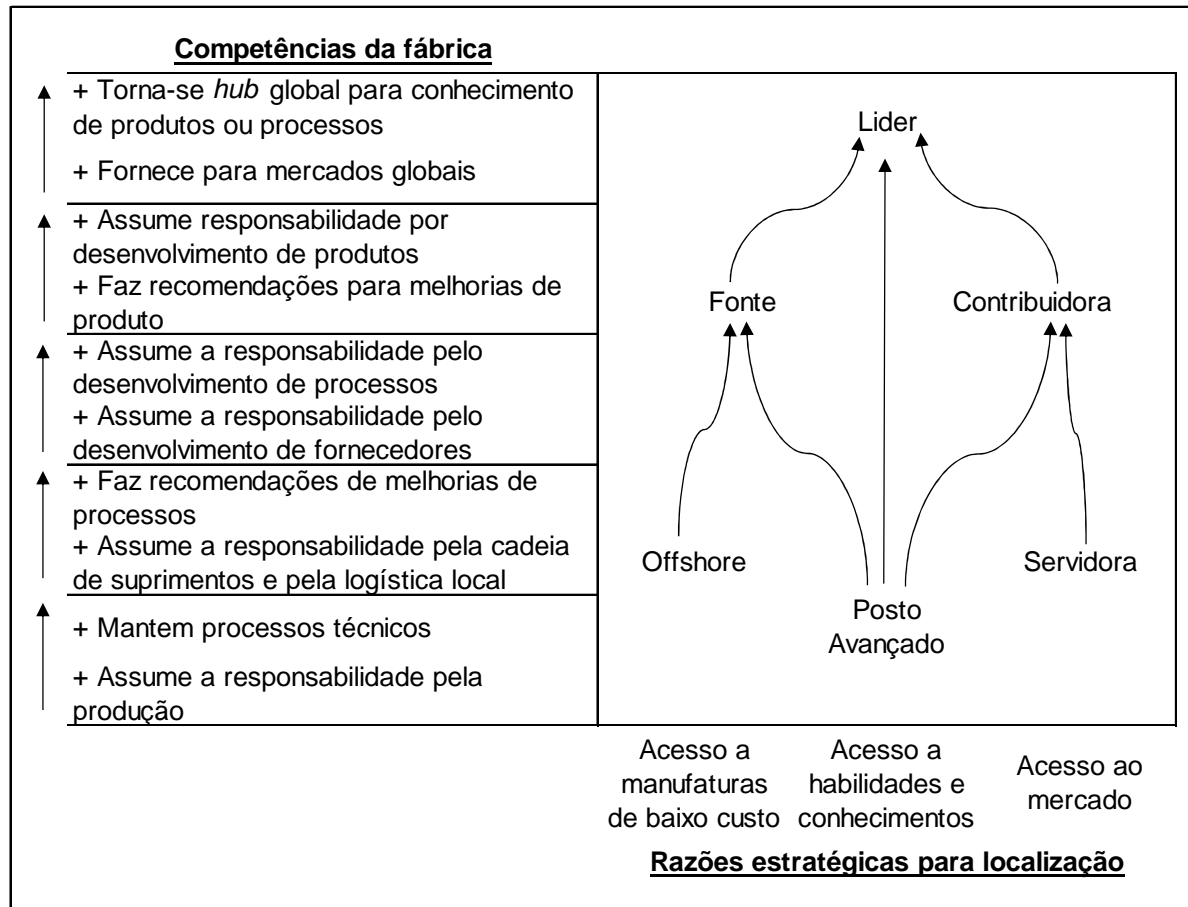 Competências da fábrica
+ Torna-se hub global para conhecimento
de produtos ou processos
+ Fornece para mercados globais
+ Assume responsabilidade por
desenvolvimento de produtos
+ Faz recomendações para melhorias de
produto
+ Assume a responsabilidade pelo
desenvolvimento de processos
+ Assume a responsabilidade pelo
desenvolvimento de fornecedores
+ Faz recomendações de melhorias de
processos
+ Assume a responsabilidade pela cadeia
de suprimentos e pela logística local
+ Mantem processos técnicos
+ Assume a responsabilidade pela
produção
Lider
Fonte
Contribuidora
Offshore
Servidora
Posto
Avançado
Acesso a
manufaturas
de baixo custo
Acesso a
habilidades e
conhecimentos
Acesso ao
mercado
Razões estratégicas para localização